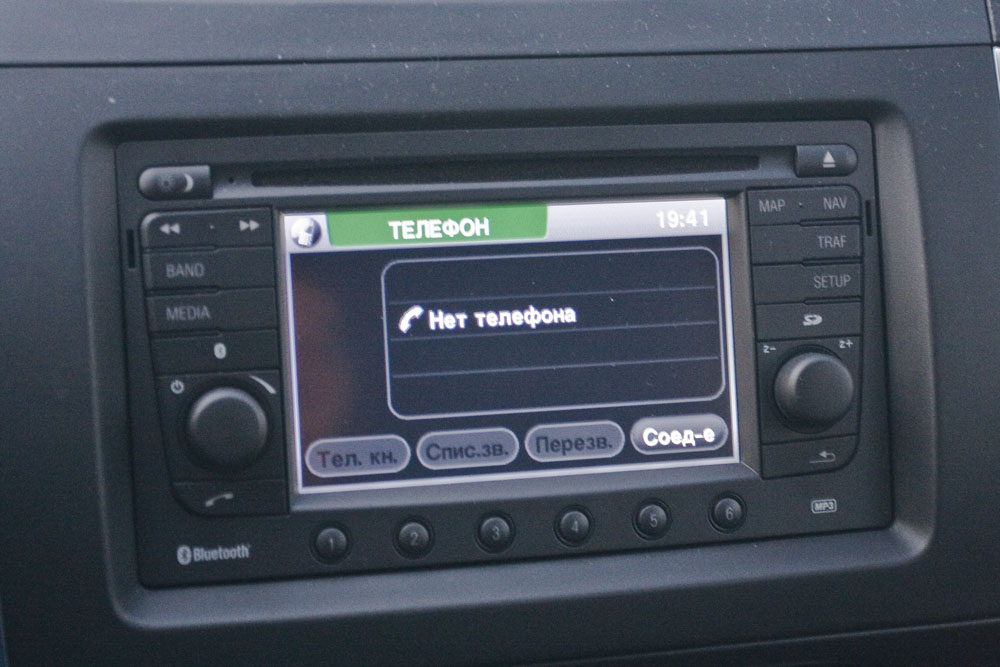 ТЕЛЕФОН
19:41
MAP NAV
BAND
TRAF
MEDIA
SETUP
Нет телефона
z- z+
Тел. кн.
Спис.зв.
Перезв.
Соед-е
1 2 3 4 5 6
MP3
Bluetooth